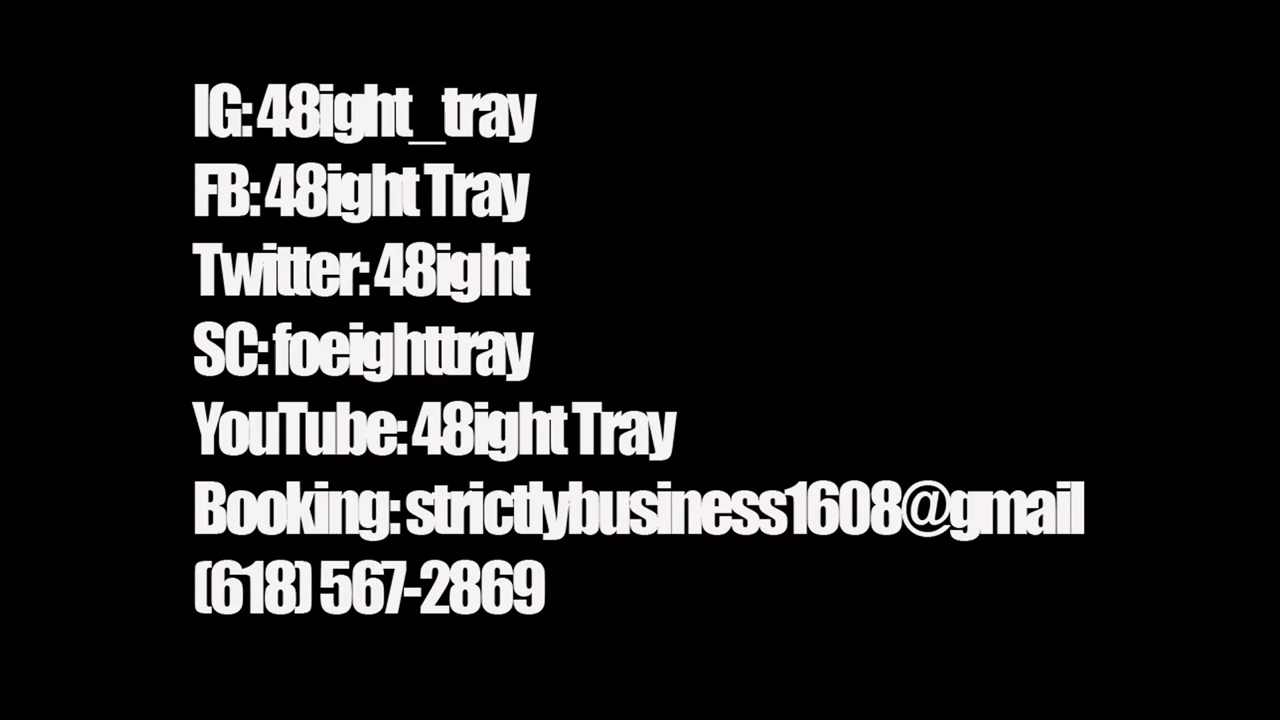 IG: 48ight_tray
FB: 48ight Tray
Twitter: 48ight
SC: foeighttray
YouTube: 48ight Tray
Booking: strictlybusiness1608@gmail
(618) 567-2869